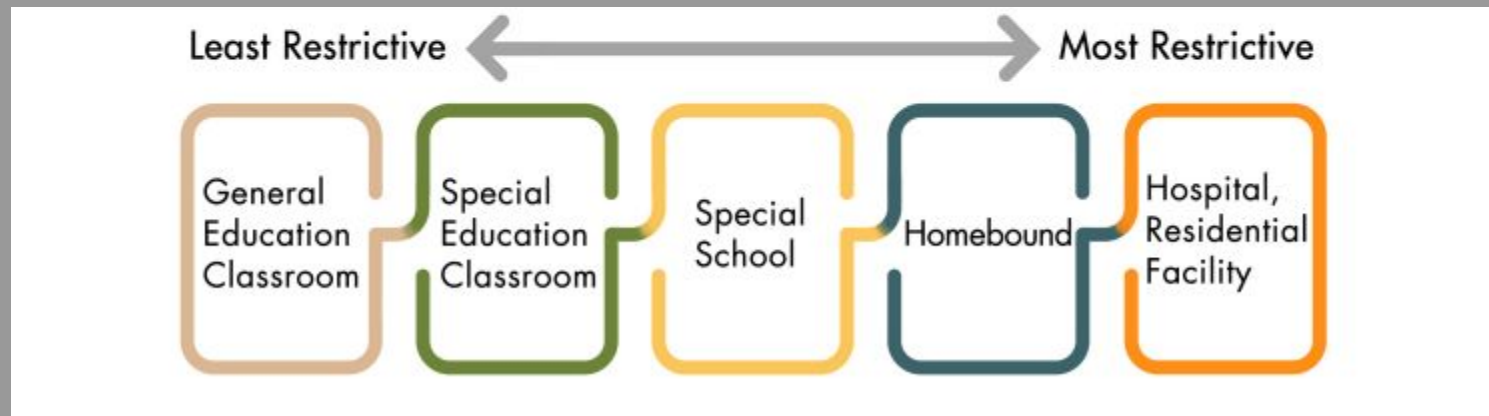 Least Restrictive
Most Restrictive
General
Education
Classroom
Special
Education
Classroom
Special
School
Homebound
Hospital,
Residential
Facility